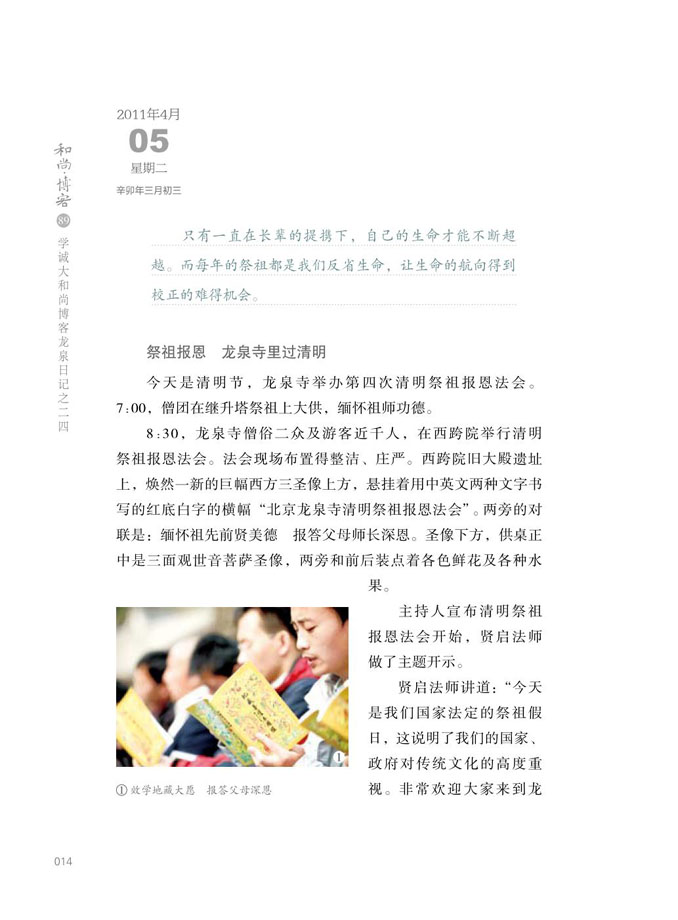 2011年4月
05
星期二
辛卯年三月初三
和尚·博客
89
学诚大和尚博客龙泉日记之二四
只有一直在长辈的提携下，自己的生命才能不断超
越。而每年的祭祖都是我们反省生命，让生命的航向得到
校正的难得机会。
祭祖报恩　龙泉寺里过清明
今天是清明节，龙泉寺举办第四次清明祭祖报恩法会。
7:00，僧团在继升塔祭祖上大供，缅怀祖师功德。
8:30，龙泉寺僧俗二众及游客近千人，在西跨院举行清明
祭祖报恩法会。法会现场布置得整洁、庄严。西跨院旧大殿遗址
上，焕然一新的巨幅西方三圣像上方，悬挂着用中英文两种文字书
写的红底白字的横幅“北京龙泉寺清明祭祖报恩法会”。两旁的对
联是：缅怀祖先前贤美德　报答父母师长深恩。圣像下方，供桌正
中是三面观世音菩萨圣像，两旁和前后装点着各色鲜花及各种水
果。
主持人宣布清明祭祖
报恩法会开始，贤启法师
做了主题开示。
贤启法师讲道：“今天
是我们国家法定的祭祖假
日，这说明了我们的国家、
政府对传统文化的高度重
视。非常欢迎大家来到龙
①
① 效学地藏大愿　报答父母深恩
014